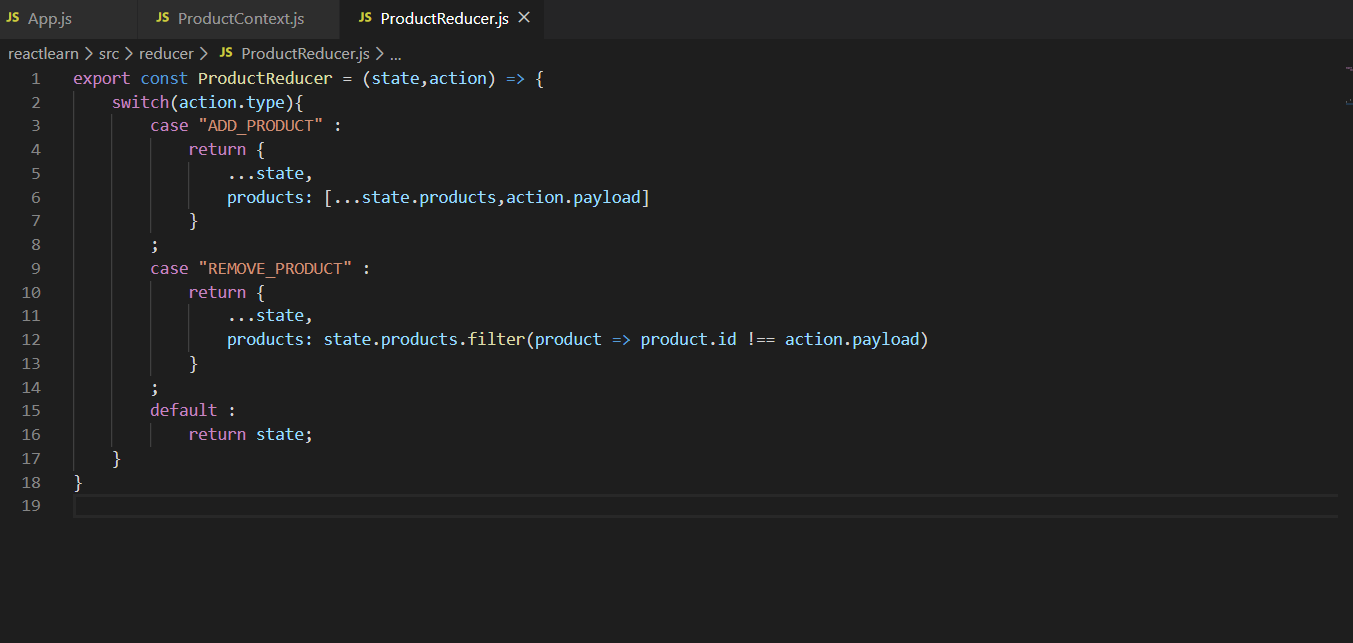 JS App.js JS ProductContext.js JS ProductReducer.js
reactlearn > src > reducer > JS ProductReducer.js > ...
1 export const ProductReducer = (state,action) => {
2     switch(action.type){
3         case "ADD_PRODUCT" :
4             return {
5                 ...state,
6                 products: [...state.products,action.payload]
7             }
8         ;
9         case "REMOVE_PRODUCT" :
10             return {
11                 ...state,
12                 products: state.products.filter(product => product.id !== action.payload)
13             }
14         ;
15         default :
16             return state;
17     }
18 }
19